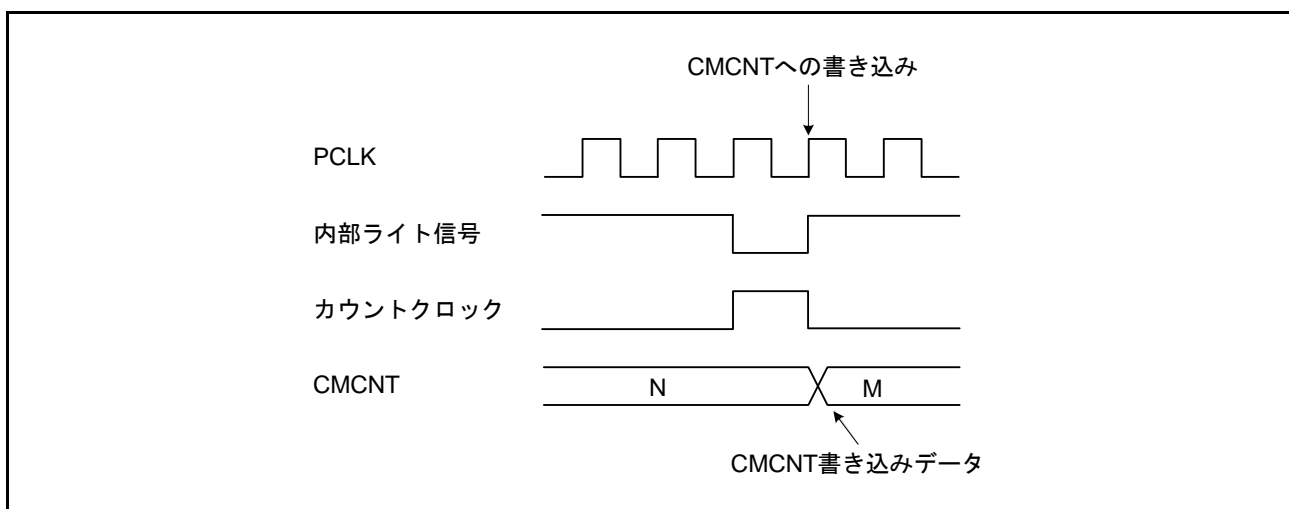 CMCNTへの書き込み
PCLK
内部ライト信号
カウントクロック
CMCNT
N
M
CMCNT書き込みデータ